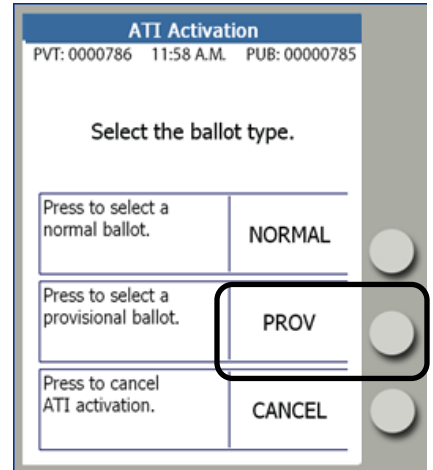 ATI Activation
PVT: 0000786 11:58 A.M. PUB: 00000785
Select the ballot type.
Press to select a
normal ballot.
NORMAL
Press to select a
provisional ballot.
PROV
Press to cancel
ATI activation.
CANCEL